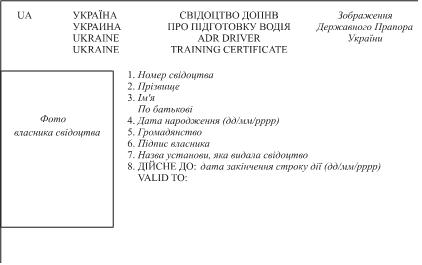 UA УКРАЇНА СВІДОЦТВО ДОПНВ Зображення
УКРАИНА ПРО ПІДГОТОВКУ ВОДІЯ Державного Прапора
UKRAINE ADR DRIVER України
UKRAINE TRAINING CERTIFICATE
Фото
власника свідоцтва
1. Номер свідоцтва
2. Прізвище
3. Ім'я
По батькові
4. Дата народження (дд/мм/рррр)
5. Громадянство
6. Підпис власника
7. Назва установи, яка видала свідоцтво
8. ДІЙСНЕ ДО: дата закінчення строку дії (дд/мм/рррр)
VALID TO: